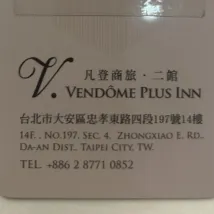 凡登商旅・二館
V. VENDÔME PLUS INN
台北市大安區忠孝東路四段197號14樓
14F. , NO.197, SEC. 4, ZHONGXIAO E. RD.,
DA-AN DIST., TAIPEI CITY, TW.
TEL. +886 2 8771 0852